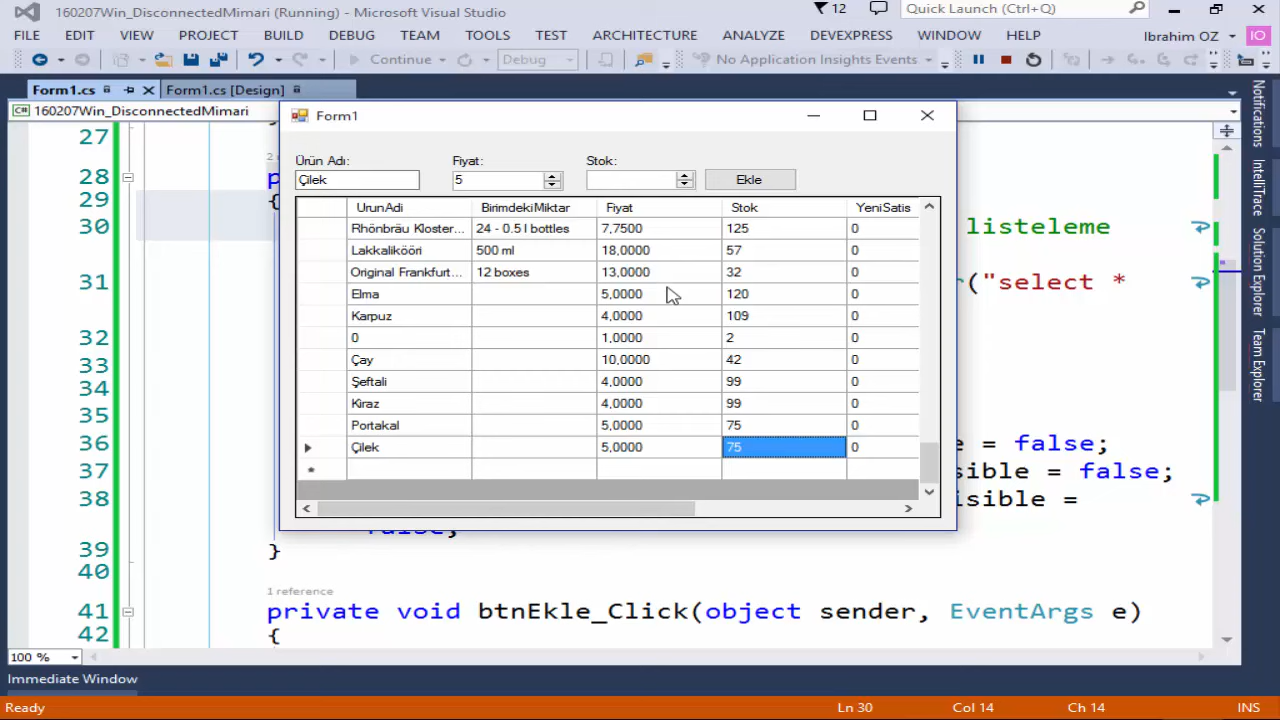 160207Win_DisconnectedMimari (Running) - Microsoft Visual Studio
12
Quick Launch (Ctrl+Q)
FILE EDIT VIEW PROJECT BUILD DEBUG TEAM TOOLS TEST ARCHITECTURE ANALYZE DEVEXPRESS WINDOW HELP
Ibrahim OZ
IO
Continue
Debug
No Application Insights Events
Form1.cs
Form1.cs [Design]
C#
160207Win_DisconnectedMimari
Form1
Ürün Adı:
Fiyat:
Stok:
Çilek
5
Ekle
UrunAdi BirimdekiMiktar Fiyat Stok YeniSatis
Rhönbräu Kloster... 24 - 0.5 l bottles 7,7500 125 0
Lakkalikööri 500 ml 18,0000 57 0
Original Frankfurt... 12 boxes 13,0000 32 0
Elma 5,0000 120 0
Karpuz 4,0000 109 0
0 1,0000 2 0
Çay 10,0000 42 0
Şeftali 4,0000 99 0
Kiraz 4,0000 99 0
Portakal 5,0000 75 0
Çilek 5,0000 75 0
27
28
29
{
30
listeleme
31
("select *
32
33
34
35
36
= false;
37
sible = false;
38
isible =
false;
39
}
40
1 reference
41
private void btnEkle_Click(object sender, EventArgs e)
42
{
100 %
Immediate Window
Ready
Ln 30
Col 14
Ch 14
INS
Notifications
IntelliTrace
Solution Explorer
Team Explorer